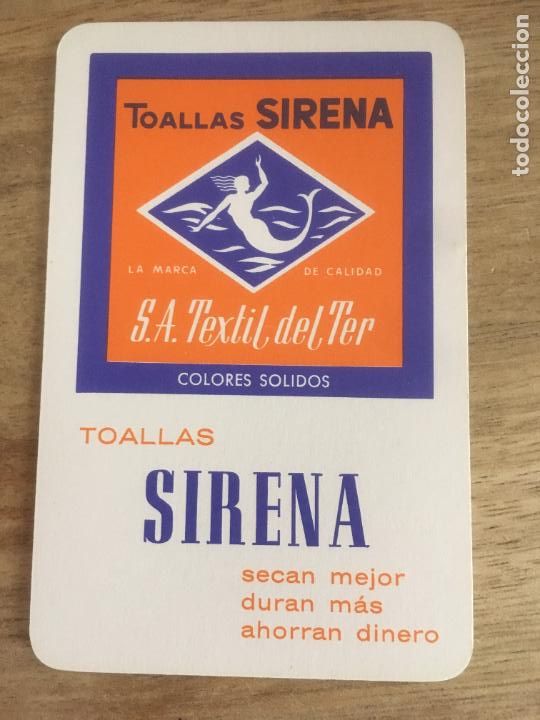 TOALLAS SIRENA
LA MARCA DE CALIDAD
S.A. Textil del Ter
COLORES SOLIDOS
TOALLAS
SIRENA
secan mejor
duran más
ahorran dinero
todocoleccion